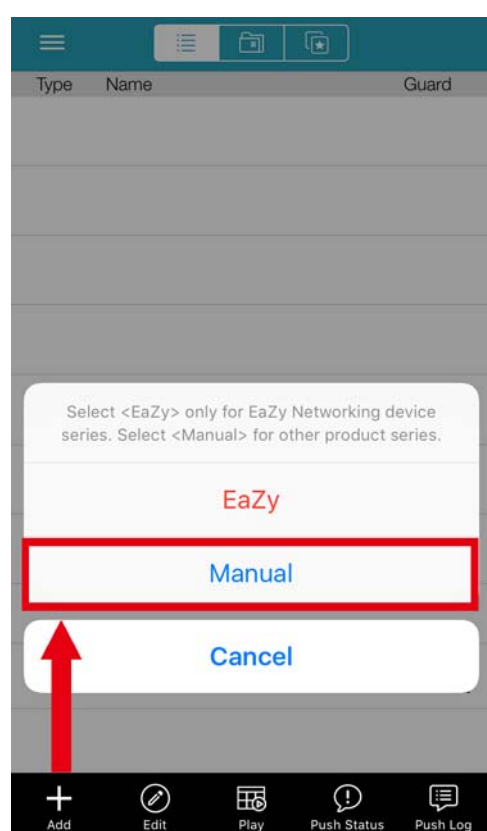 Type Name Guard
Select <EaZy> only for EaZy Networking device
series. Select <Manual> for other product series.
EaZy
Manual
Cancel
Add Edit Play Push Status Push Log